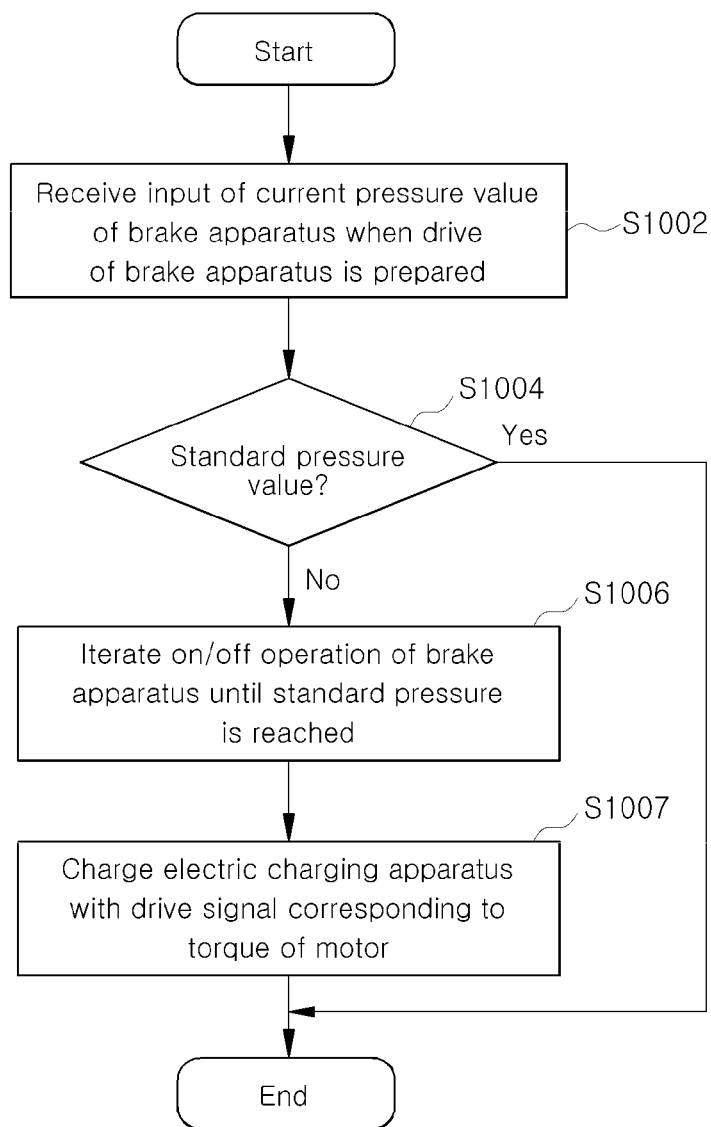 Start
Receive input of current pressure value
of brake apparatus when drive
of brake apparatus is prepared
S1002
S1004
Standard pressure
value?
Yes
No
S1006
Iterate on/off operation of brake
apparatus until standard pressure
is reached
S1007
Charge electric charging apparatus
with drive signal corresponding to
torque of motor
End